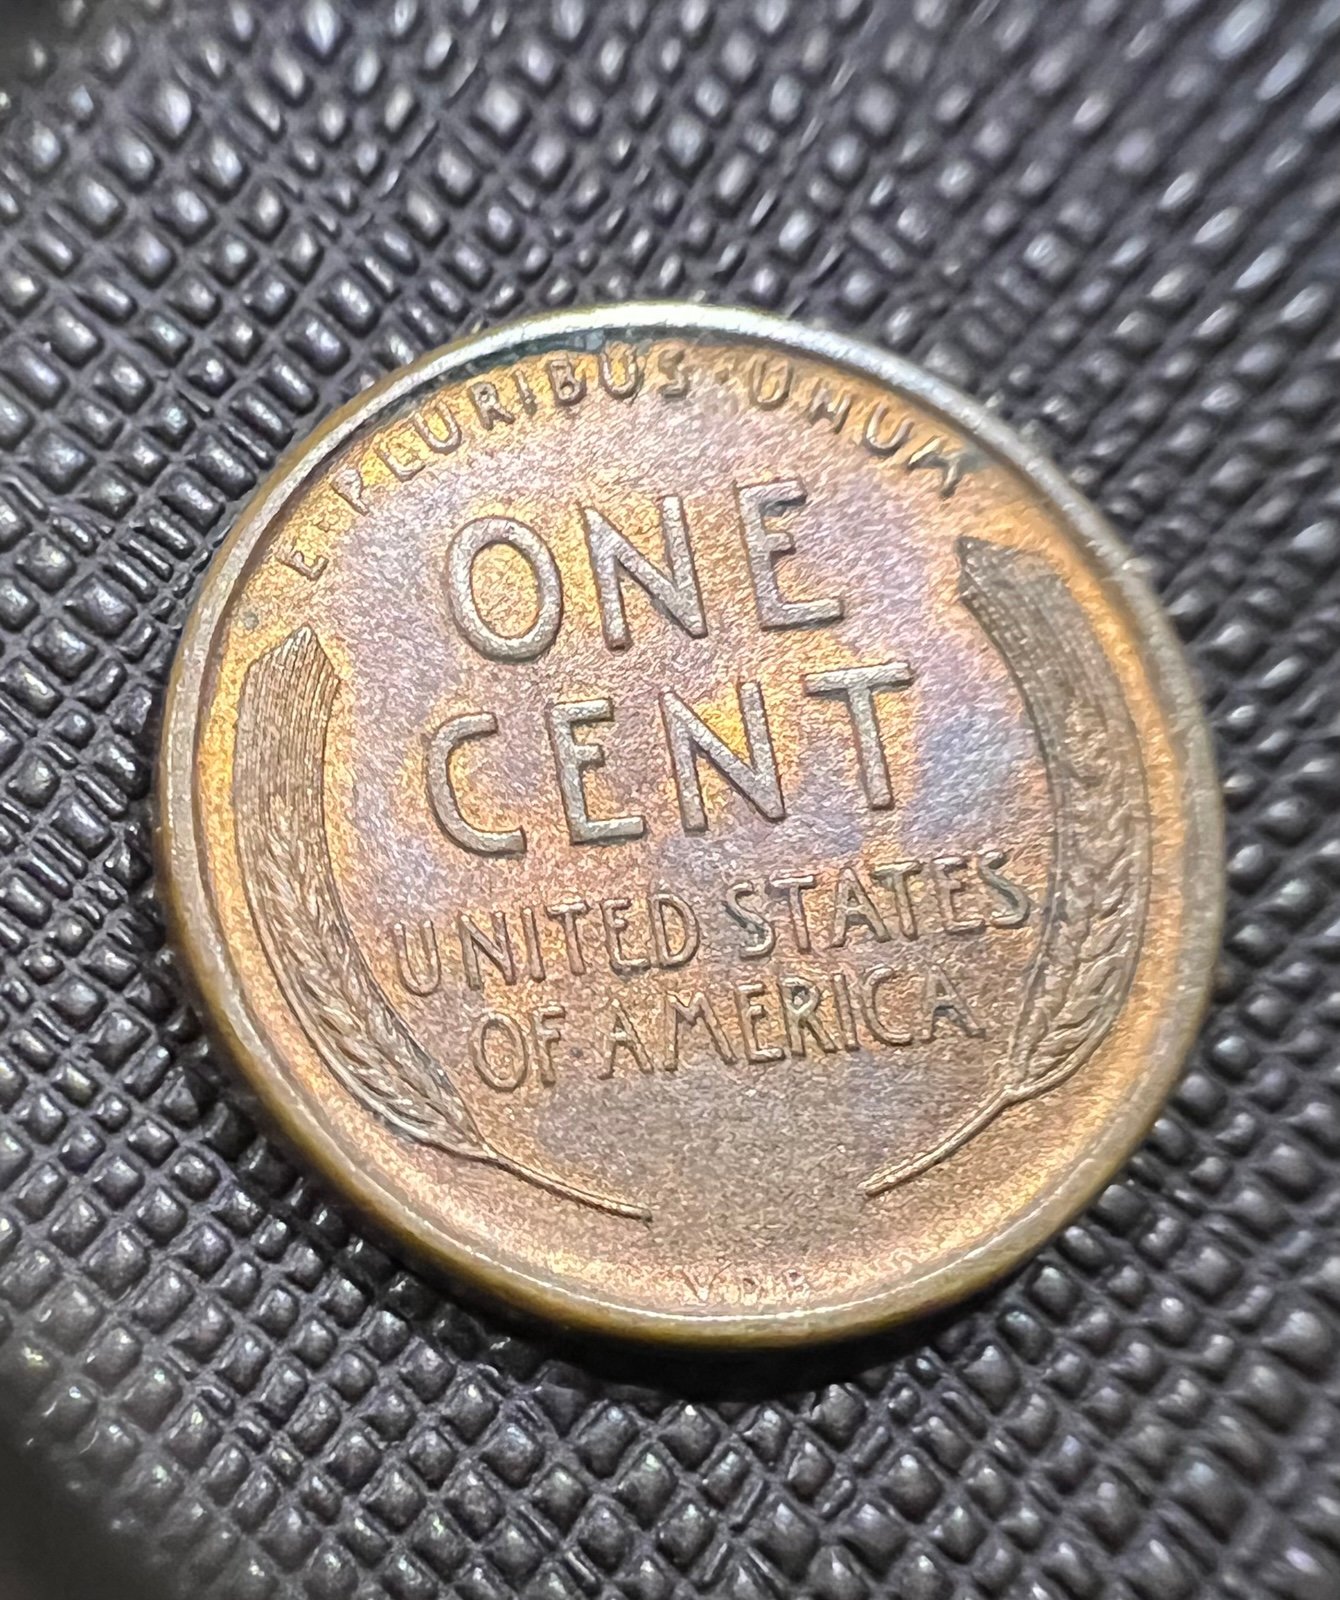 E·PLURIBUS·UNUM
ONE
CENT
UNITED STATES
OF AMERICA
V.D.B.